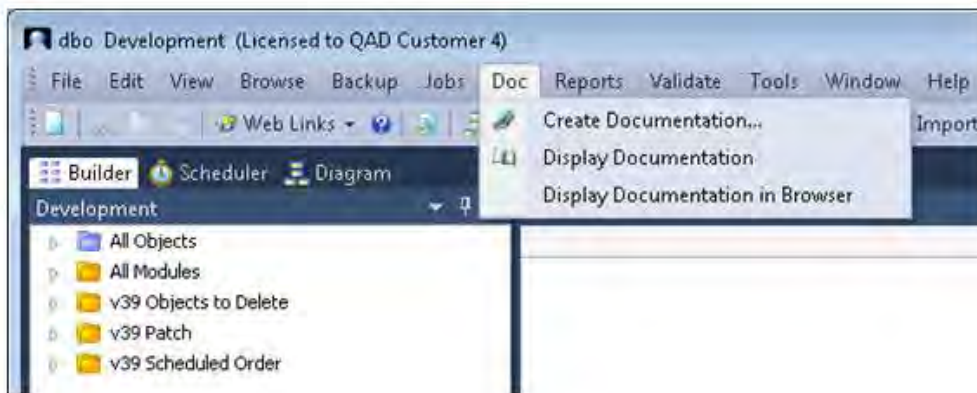 dbo Development (Licensed to QAD Customer 4)
File Edit View Browse Backup Jobs Doc Reports Validate Tools Window Help
Web Links Create Documentation... Import
Display Documentation
Display Documentation in Browser
Builder Scheduler Diagram
Development
All Objects
All Modules
v39 Objects to Delete
v39 Patch
v39 Scheduled Order